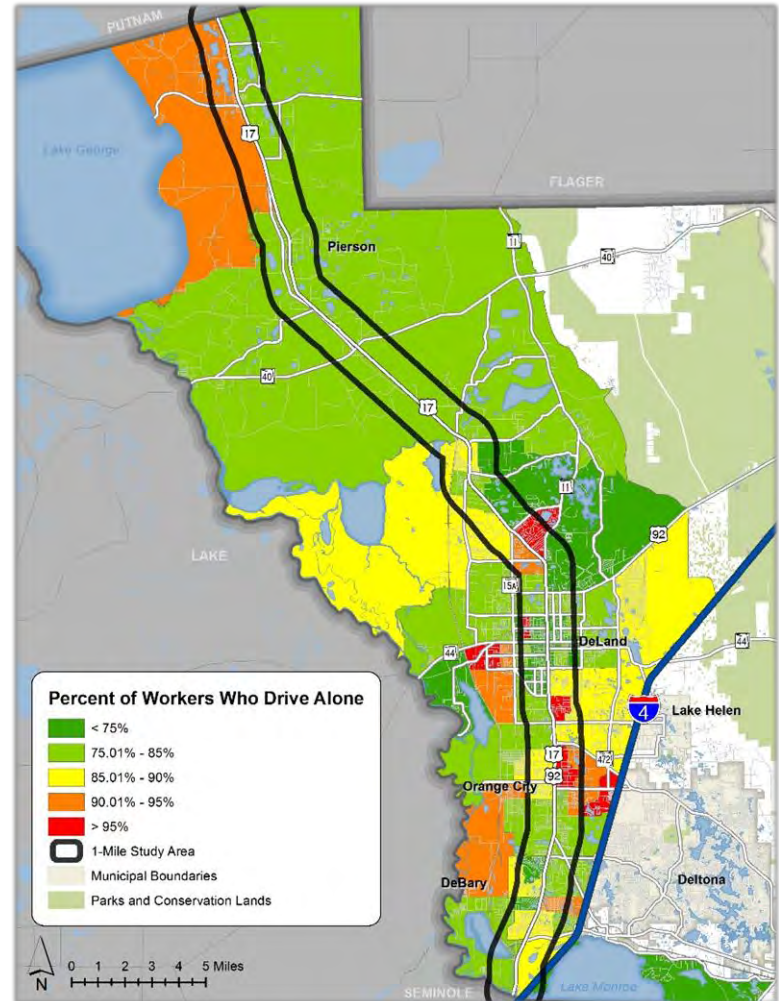 PUTNAM
Lake George
17
FLAGER
Pierson
11
40
40
17
11
92
LAKE
15A
DeLand
44
44
Percent of Workers Who Drive Alone
< 75%
75.01% - 85%
85.01% - 90%
90.01% - 95%
> 95%
1-Mile Study Area
Municipal Boundaries
Parks and Conservation Lands
4
Lake Helen
17
472
92
Orange City
DeBary
Deltona
N
0 1 2 3 4 5 Miles
SEMINOLE
Lake Monroe